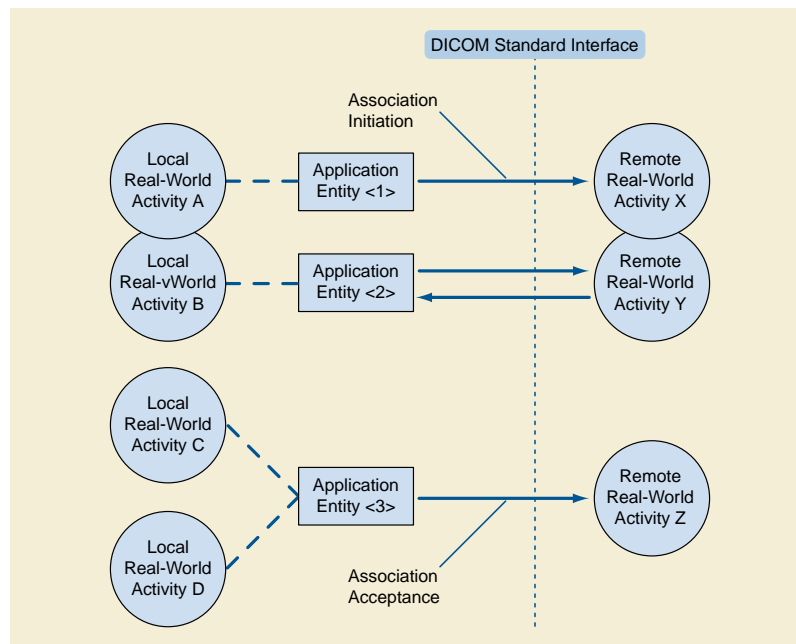 DICOM Standard Interface
Association
Initiation
Local
Real-World
Activity A
Application
Entity <1>
Remote
Real-World
Activity X
Local
Real-vWorld
Activity B
Application
Entity <2>
Remote
Real-World
Activity Y
Local
Real-World
Activity C
Application
Entity <3>
Remote
Real-World
Activity Z
Local
Real-World
Activity D
Association
Acceptance